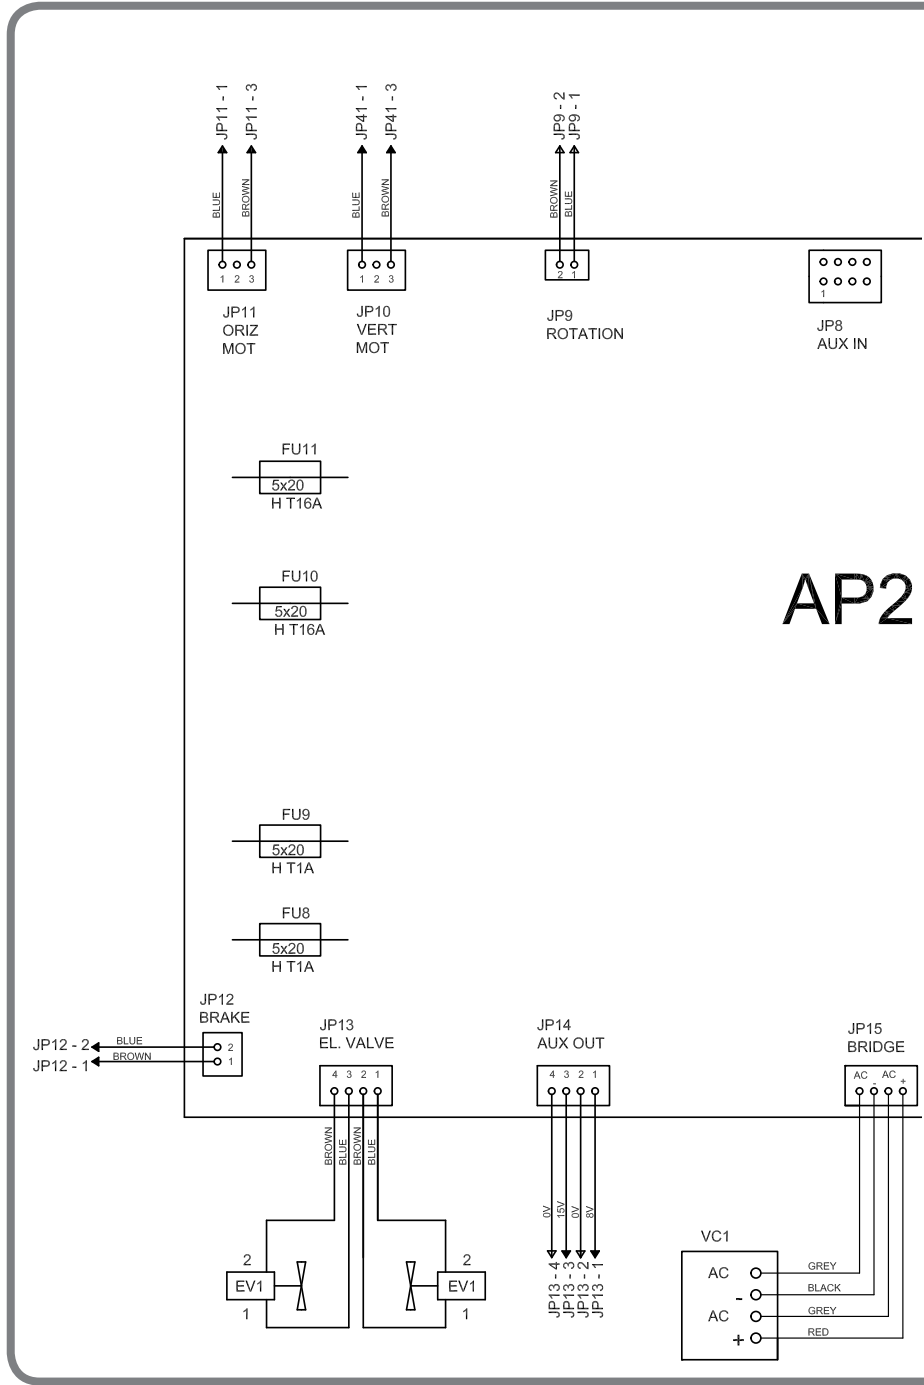 JP11 - 1
JP11 - 3
JP41 - 1
JP41 - 3
JP9 - 2
JP9 - 1
BLUE
BROWN
BLUE
BROWN
BROWN
BLUE
1 2 3
1 2 3
2 1
1
JP11
ORIZ
MOT
JP10
VERT
MOT
JP9
ROTATION
JP8
AUX IN
FU11
5x20
H T16A
FU10
5x20
H T16A
AP2
FU9
5x20
H T1A
FU8
5x20
H T1A
JP12
BRAKE
JP12 - 2
BLUE
2
JP12 - 1
BROWN
1
JP13
EL. VALVE
4 3 2 1
JP14
AUX OUT
4 3 2 1
JP15
BRIDGE
AC - AC +
BROWN
BLUE
BROWN
BLUE
0V
15V
0V
8V
JP13 - 4
JP13 - 3
JP13 - 2
JP13 - 1
2
EV1
1
2
EV1
1
VC1
AC
GREY
-
BLACK
AC
GREY
+
RED